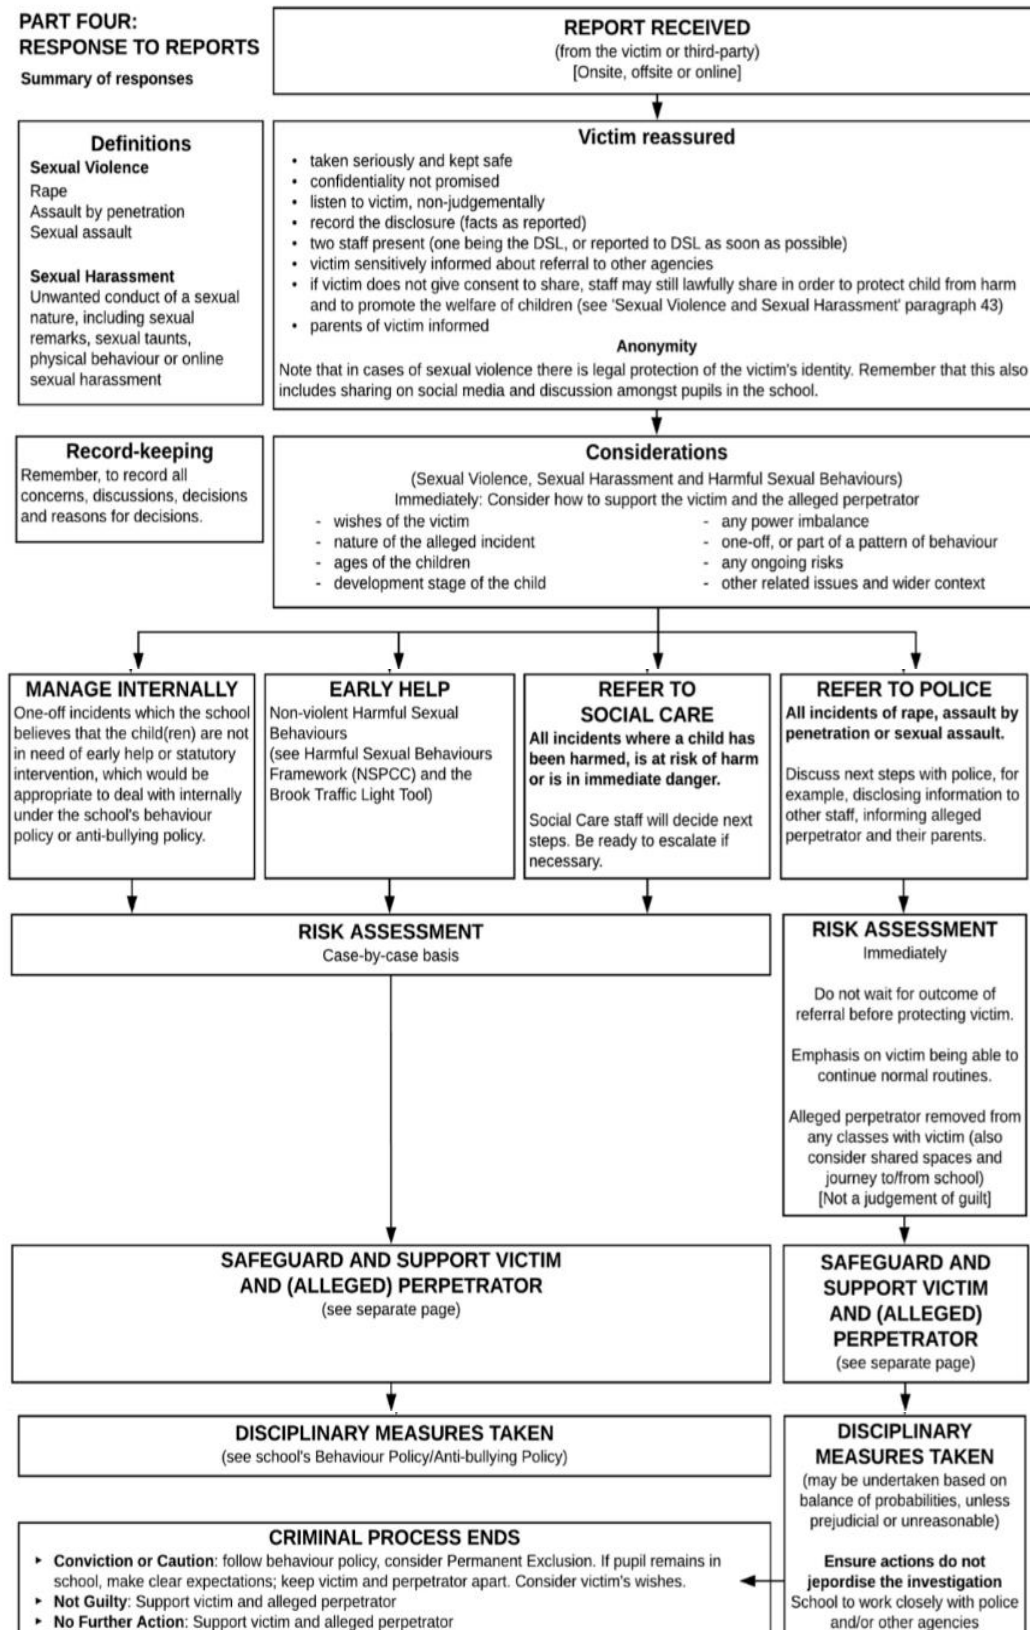 PART FOUR:
RESPONSE TO REPORTS
Summary of responses
REPORT RECEIVED
(from the victim or third-party)
[Onsite, offsite or online]
Definitions
Sexual Violence
Rape
Assault by penetration
Sexual assault
Sexual Harassment
Unwanted conduct of a sexual
nature, including sexual
remarks, sexual taunts,
physical behaviour or online
sexual harassment
Victim reassured
• taken seriously and kept safe
• confidentiality not promised
• listen to victim, non-judgementally
• record the disclosure (facts as reported)
• two staff present (one being the DSL, or reported to DSL as soon as possible)
• victim sensitively informed about referral to other agencies
• if victim does not give consent to share, staff may still lawfully share in order to protect child from harm
and to promote the welfare of children (see 'Sexual Violence and Sexual Harassment' paragraph 43)
• parents of victim informed
Anonymity
Note that in cases of sexual violence there is legal protection of the victim's identity. Remember that this also
includes sharing on social media and discussion amongst pupils in the school.
Record-keeping
Remember, to record all
concerns, discussions, decisions
and reasons for decisions.
Considerations
(Sexual Violence, Sexual Harassment and Harmful Sexual Behaviours)
Immediately: Consider how to support the victim and the alleged perpetrator
- wishes of the victim
- nature of the alleged incident
- ages of the children
- development stage of the child
- any power imbalance
- one-off, or part of a pattern of behaviour
- any ongoing risks
- other related issues and wider context
MANAGE INTERNALLY
One-off incidents which the school
believes that the child(ren) are not
in need of early help or statutory
intervention, which would be
appropriate to deal with internally
under the school's behaviour
policy or anti-bullying policy.
EARLY HELP
Non-violent Harmful Sexual
Behaviours
(see Harmful Sexual Behaviours
Framework (NSPCC) and the
Brook Traffic Light Tool)
REFER TO
SOCIAL CARE
All incidents where a child has
been harmed, is at risk of harm
or is in immediate danger.
Social Care staff will decide next
steps. Be ready to escalate if
necessary.
REFER TO POLICE
All incidents of rape, assault by
penetration or sexual assault.
Discuss next steps with police, for
example, disclosing information to
other staff, informing alleged
perpetrator and their parents.
RISK ASSESSMENT
Case-by-case basis
RISK ASSESSMENT
Immediately
Do not wait for outcome of
referral before protecting victim.
Emphasis on victim being able to
continue normal routines.
Alleged perpetrator removed from
any classes with victim (also
consider shared spaces and
journey to/from school)
[Not a judgement of guilt]
SAFEGUARD AND SUPPORT VICTIM
AND (ALLEGED) PERPETRATOR
(see separate page)
SAFEGUARD AND
SUPPORT VICTIM
AND (ALLEGED)
PERPETRATOR
(see separate page)
DISCIPLINARY MEASURES TAKEN
(see school's Behaviour Policy/Anti-bullying Policy)
DISCIPLINARY
MEASURES TAKEN
(may be undertaken based on
balance of probabilities, unless
prejudicial or unreasonable)
Ensure actions do not
jepordise the investigation
School to work closely with police
and/or other agencies
CRIMINAL PROCESS ENDS
▸ Conviction or Caution: follow behaviour policy, consider Permanent Exclusion. If pupil remains in
school, make clear expectations; keep victim and perpetrator apart. Consider victim's wishes.
▸ Not Guilty: Support victim and alleged perpetrator
▸ No Further Action: Support victim and alleged perpetrator